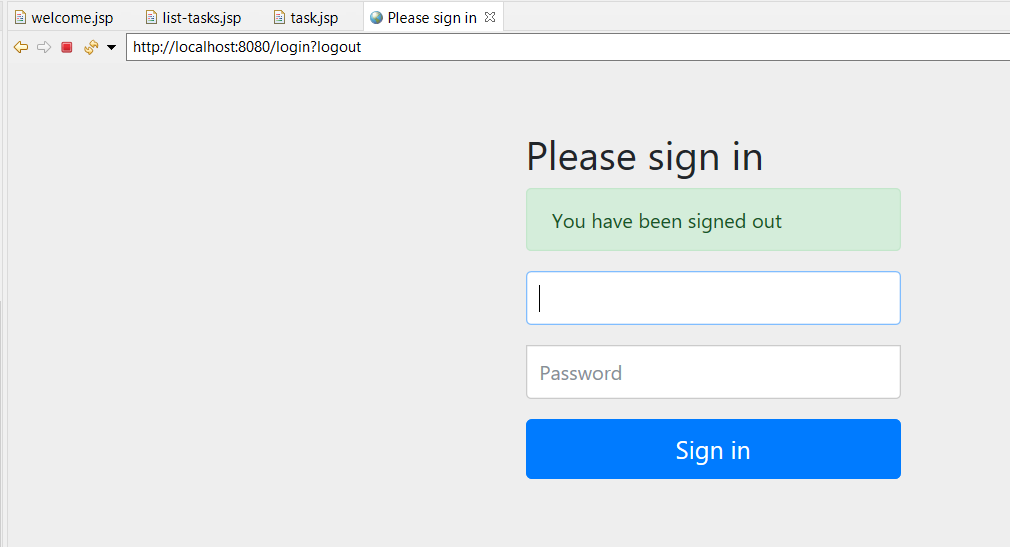 welcome.jsp list-tasks.jsp task.jsp Please sign in
http://localhost:8080/login?logout
Please sign in
You have been signed out
Password
Sign in